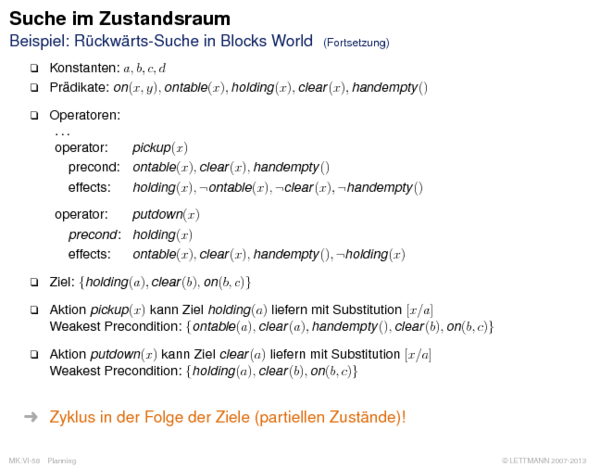 Suche im Zustandsraum
Beispiel: Rückwärts-Suche in Blocks World (Fortsetzung)
❑ Konstanten: a, b, c, d
❑ Prädikate: on(x, y), ontable(x), holding(x), clear(x), handempty()
❑ Operatoren:
...
operator: pickup(x)
precond: ontable(x), clear(x), handempty()
effects: holding(x), ¬ontable(x), ¬clear(x), ¬handempty()
operator: putdown(x)
precond: holding(x)
effects: ontable(x), clear(x), handempty(), ¬holding(x)
❑ Ziel: {holding(a), clear(b), on(b, c)}
❑ Aktion pickup(x) kann Ziel holding(a) liefern mit Substitution [x/a]
Weakest Precondition: {ontable(a), clear(a), handempty(), clear(b), on(b, c)}
❑ Aktion putdown(x) kann Ziel clear(a) liefern mit Substitution [x/a]
Weakest Precondition: {holding(a), clear(b), on(b, c)}
➜ Zyklus in der Folge der Ziele (partiellen Zustände)!
MK:VI-58 Planning © LETTMANN 2007-2013